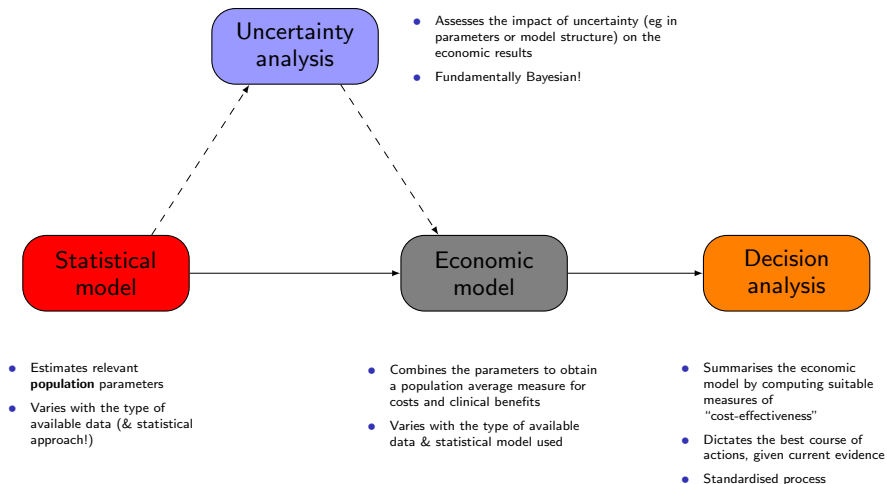 Uncertainty
analysis
• Assesses the impact of uncertainty (eg in
parameters or model structure) on the
economic results
• Fundamentally Bayesian!
Statistical
model
Economic
model
Decision
analysis
• Estimates relevant
population parameters
• Varies with the type of
available data (& statistical
approach!)
• Combines the parameters to obtain
a population average measure for
costs and clinical benefits
• Varies with the type of available
data & statistical model used
• Summarises the economic
model by computing suitable
measures of
“cost-effectiveness”
• Dictates the best course of
actions, given current evidence
• Standardised process